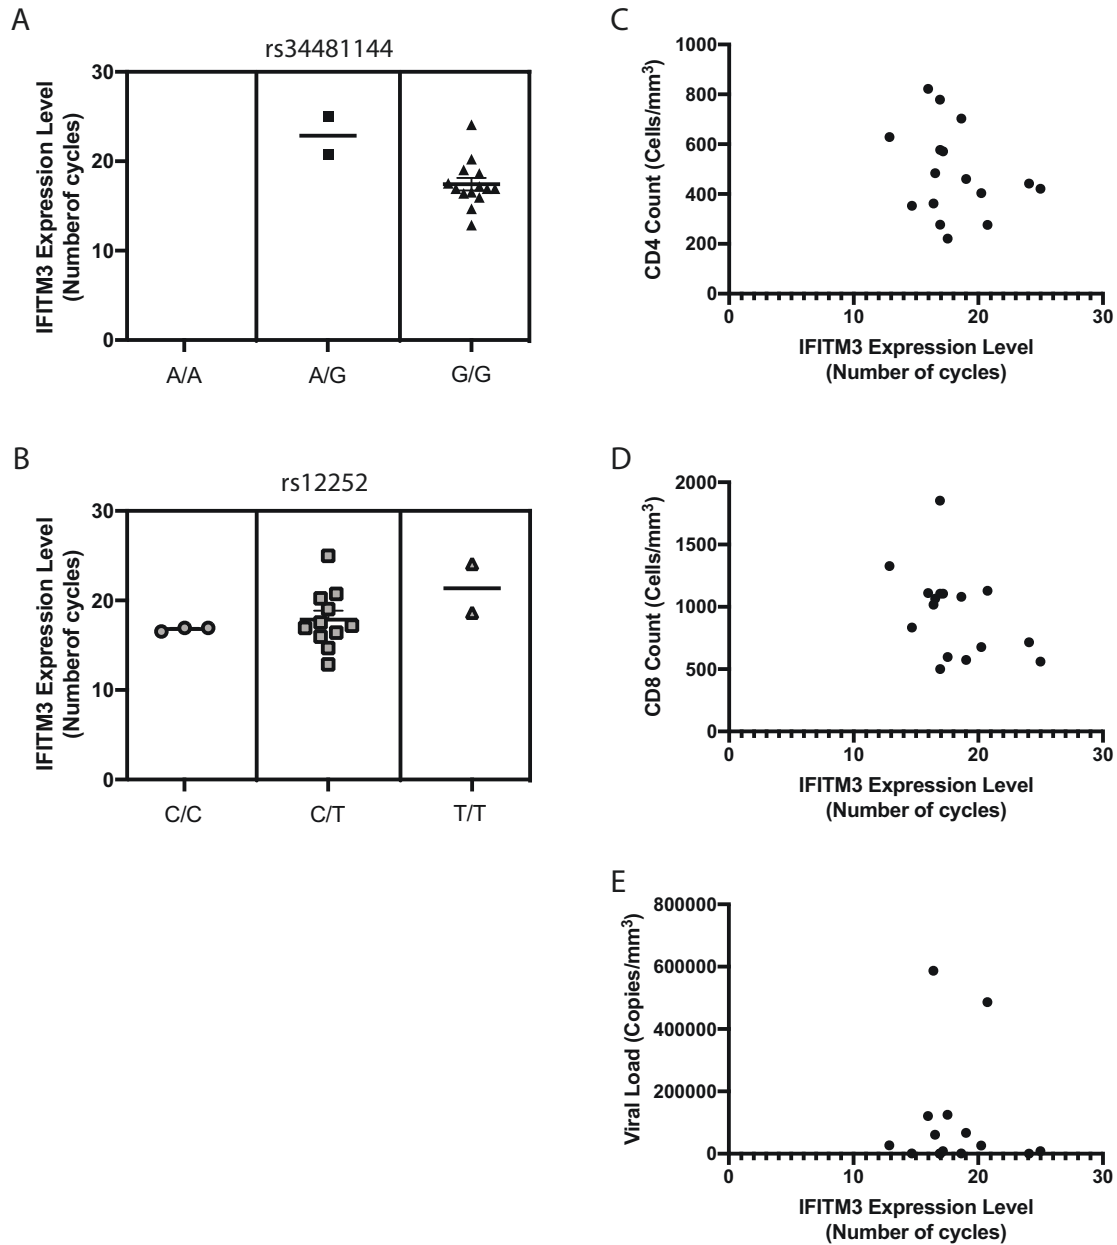 A
rs34481144
IFITM3 Expression Level
(Numberof cycles)
30
20
10
0
A/A
A/G
G/G
B
rs12252
IFITM3 Expression Level
(Numberof cycles)
30
20
10
0
C/C
C/T
T/T
C
CD4 Count (Cells/mm³)
1000
800
600
400
200
0
0
10
20
30
IFITM3 Expression Level
(Number of cycles)
D
CD8 Count (Cells/mm³)
2000
1500
1000
500
0
0
10
20
30
IFITM3 Expression Level
(Number of cycles)
E
Viral Load (Copies/mm³)
800000
600000
400000
200000
0
0
10
20
30
IFITM3 Expression Level
(Number of cycles)